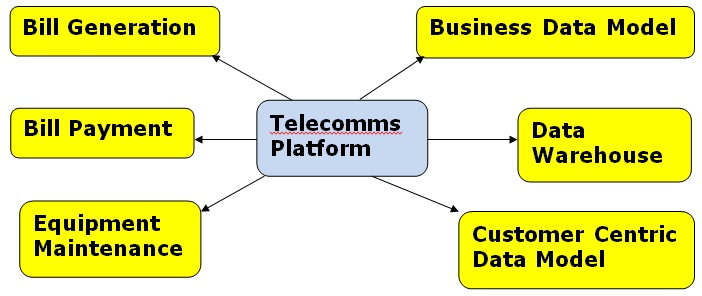 Bill Generation
Business Data Model
Telecomms
Platform
Bill Payment
Data
Warehouse
Equipment
Maintenance
Customer Centric
Data Model